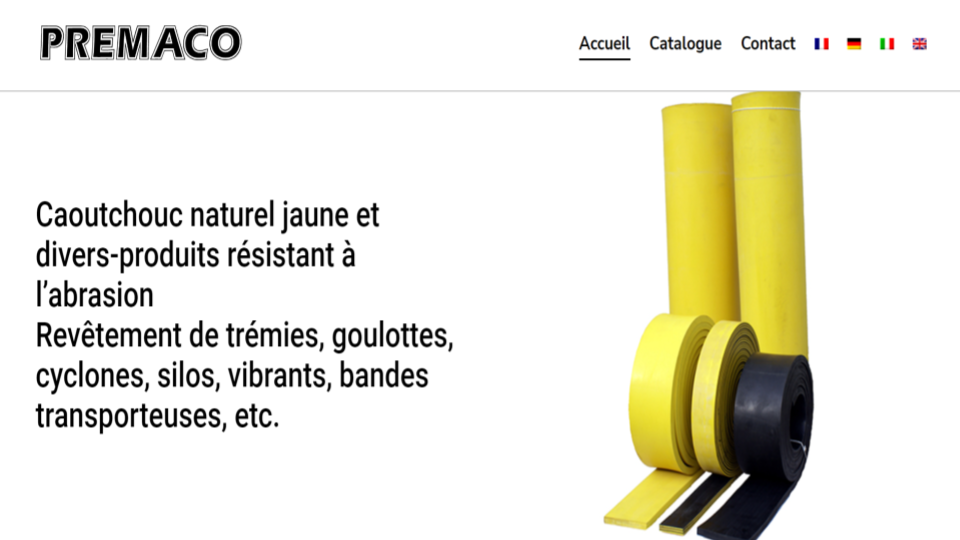 PREMACO
Accueil Catalogue Contact
Caoutchouc naturel jaune et
divers-produits résistant à
l’abrasion
Revêtement de trémies, goulottes,
cyclones, silos, vibrants, bandes
transporteuses, etc.